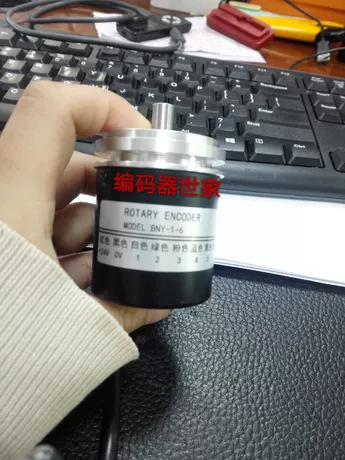 编码器世家
ROTARY ENCODER
MODEL BNY-1-6
红色 黑色 白色 绿色 粉色 蓝色
+24V 0V 1 2 3 4 5